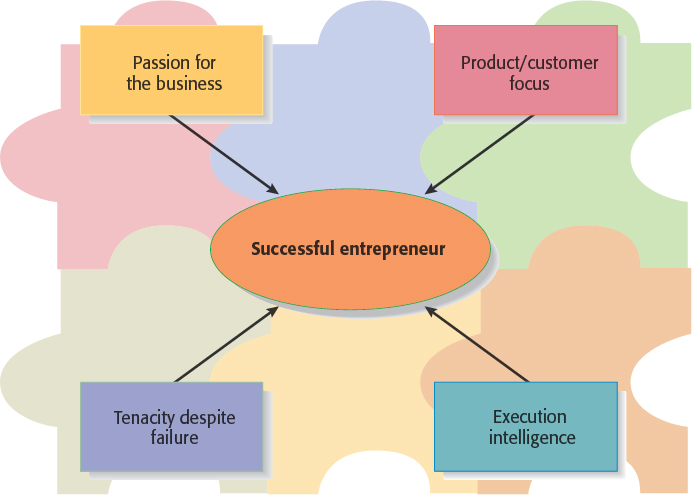 Passion for
the business
Product/customer
focus
Successful entrepreneur
Tenacity despite
failure
Execution
intelligence